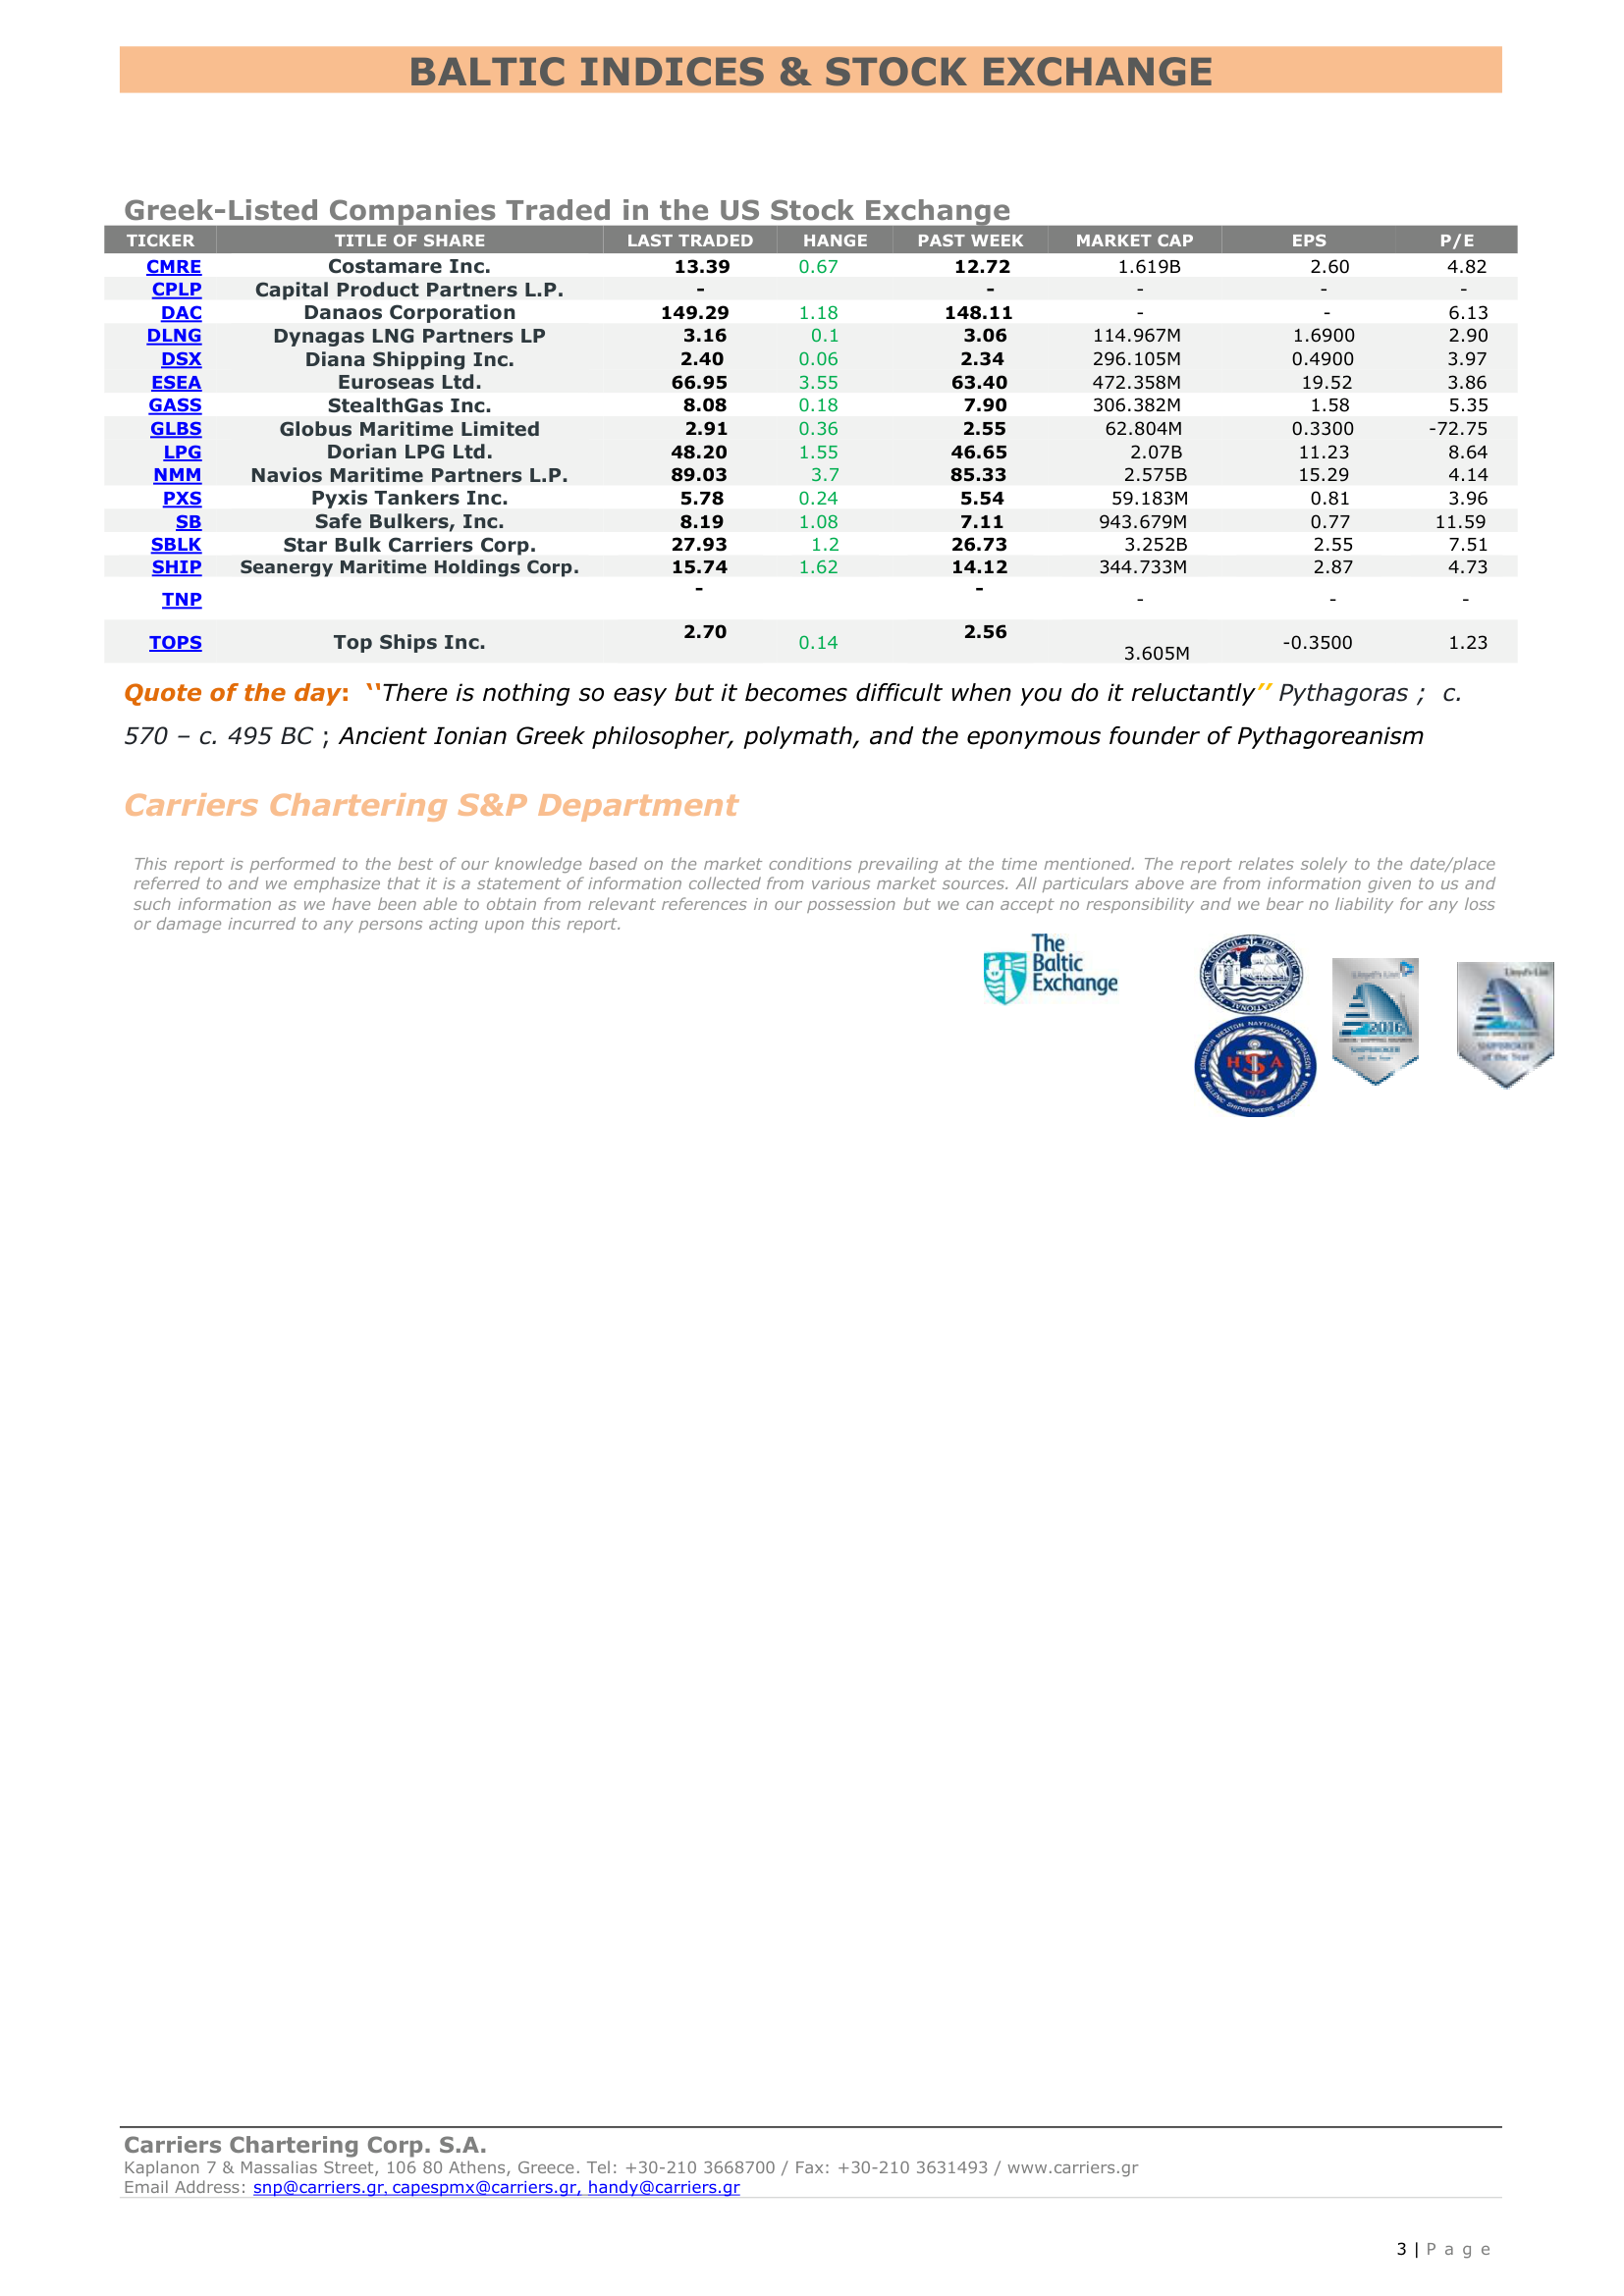 BALTIC INDICES & STOCK EXCHANGE
Greek-Listed Companies Traded in the US Stock Exchange
TICKER TITLE OF SHARE LAST TRADED HANGE PAST WEEK MARKET CAP EPS P/E
CMRE Costamare Inc. 13.39 0.67 12.72 1.619B 2.60 4.82
CPLP Capital Product Partners L.P. - - - - -
DAC Danaos Corporation 149.29 1.18 148.11 - - 6.13
DLNG Dynagas LNG Partners LP 3.16 0.1 3.06 114.967M 1.6900 2.90
DSX Diana Shipping Inc. 2.40 0.06 2.34 296.105M 0.4900 3.97
ESEA Euroseas Ltd. 66.95 3.55 63.40 472.358M 19.52 3.86
GASS StealthGas Inc. 8.08 0.18 7.90 306.382M 1.58 5.35
GLBS Globus Maritime Limited 2.91 0.36 2.55 62.804M 0.3300 -72.75
LPG Dorian LPG Ltd. 48.20 1.55 46.65 2.07B 11.23 8.64
NMM Navios Maritime Partners L.P. 89.03 3.7 85.33 2.575B 15.29 4.14
PXS Pyxis Tankers Inc. 5.78 0.24 5.54 59.183M 0.81 3.96
SB Safe Bulkers, Inc. 8.19 1.08 7.11 943.679M 0.77 11.59
SBLK Star Bulk Carriers Corp. 27.93 1.2 26.73 3.252B 2.55 7.51
SHIP Seanergy Maritime Holdings Corp. 15.74 1.62 14.12 344.733M 2.87 4.73
TNP - - - - -
TOPS Top Ships Inc. 2.70 0.14 2.56 3.605M -0.3500 1.23
Quote of the day: ‵‵There is nothing so easy but it becomes difficult when you do it reluctantly′′ Pythagoras ; c.
570 – c. 495 BC ; Ancient Ionian Greek philosopher, polymath, and the eponymous founder of Pythagoreanism
Carriers Chartering S&P Department
This report is performed to the best of our knowledge based on the market conditions prevailing at the time mentioned. The report relates solely to the date/place
referred to and we emphasize that it is a statement of information collected from various market sources. All particulars above are from information given to us and
such information as we have been able to obtain from relevant references in our possession but we can accept no responsibility and we bear no liability for any loss
or damage incurred to any persons acting upon this report.
The
Baltic
Exchange
HSA
1975
HELLENIC SHIPBROKERS ASSOCIATION
Lloyd's List
2016
SHIPBROKER
of the Year
Lloyd's List
SHIPBROKER
of the Year
Carriers Chartering Corp. S.A.
Kaplanon 7 & Massalias Street, 106 80 Athens, Greece. Tel: +30-210 3668700 / Fax: +30-210 3631493 / www.carriers.gr
Email Address: snp@carriers.gr, capespmx@carriers.gr, handy@carriers.gr
3 | Page